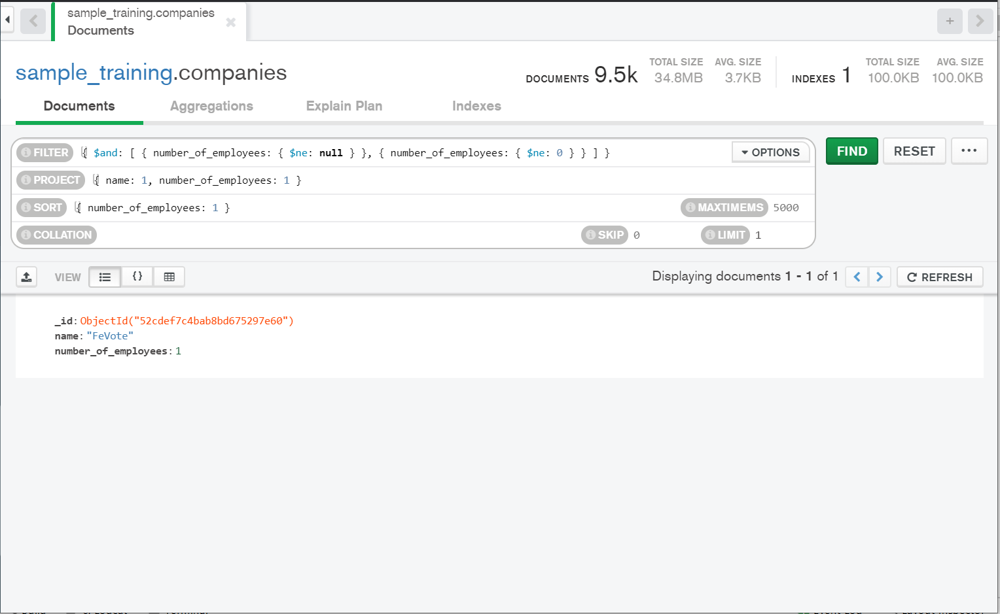 sample_training.companies
Documents
sample_training.companies
DOCUMENTS 9.5k
TOTAL SIZE 34.8MB
AVG. SIZE 3.7KB
INDEXES 1
TOTAL SIZE 100.0KB
AVG. SIZE 100.0KB
Documents Aggregations Explain Plan Indexes
FILTER { $and: [ { number_of_employees: { $ne: null } }, { number_of_employees: { $ne: 0 } } ] } OPTIONS FIND RESET ...
PROJECT { name: 1, number_of_employees: 1 }
SORT { number_of_employees: 1 } MAXTIMEMS 5000
COLLATION SKIP 0 LIMIT 1
VIEW {} Displaying documents 1 - 1 of 1 REFRESH
_id: ObjectId("52cdef7c4bab8bd675297e60")
name: "FeVote"
number_of_employees: 1